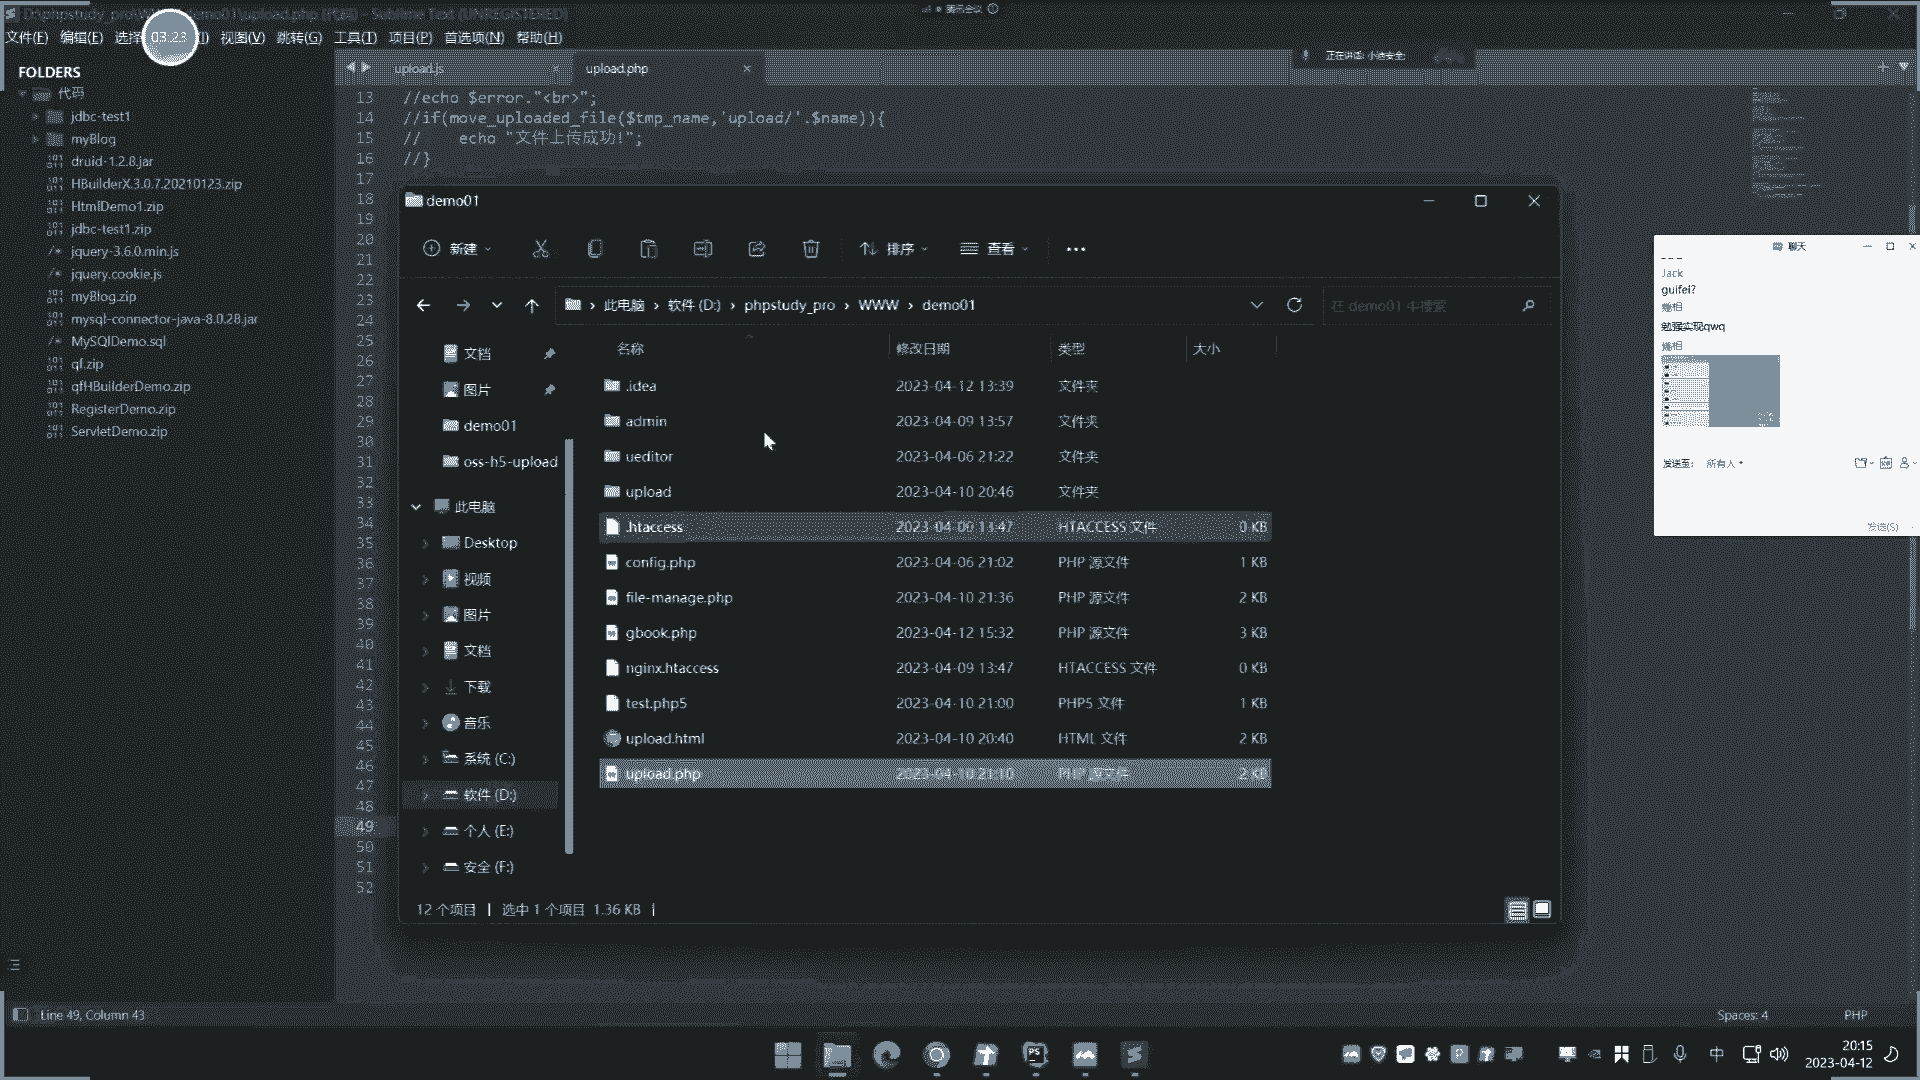 D:\phpstudy_pro\WWW\demo01\upload.php (代码) - Sublime Text (UNREGISTERED)
腾讯会议
文件(F) 编辑(E) 选择 03:23 视图(V) 跳转(G) 工具(T) 项目(P) 首选项(N) 帮助(H)
正在讲话: 小迪安全
FOLDERS
代码
jdbc-test1
myBlog
druid-1.2.8.jar
HBuilderX.3.0.7.20210123.zip
HtmlDemo1.zip
jdbc-test1.zip
jquery-3.6.0.min.js
jquery.cookie.js
myBlog.zip
mysql-connector-java-8.0.28.jar
MySQlDemo.sql
qf.zip
qfHBuilderDemo.zip
RegisterDemo.zip
ServletDemo.zip
upload.js
upload.php
13 //echo $error."<br>";
14 //if(move_uploaded_file($tmp_name,'upload/'.$name)){
15 //    echo "文件上传成功!";
16 //}
17
18
19
20
21
22
23
24
25
26
27
28
29
30
31
32
33
34
35
36
37
38
39
40
41
42
43
44
45
46
47
48
49
50
51
52
demo01
新建
排序
查看
此电脑 › 软件 (D:) › phpstudy_pro › WWW › demo01
在 demo01 中搜索
文档
图片
demo01
oss-h5-upload
此电脑
Desktop
视频
图片
文档
下载
音乐
系统 (C:)
软件 (D:)
个人 (E:)
安全 (F:)
名称 修改日期 类型 大小
.idea 2023-04-12 13:39 文件夹
admin 2023-04-09 13:57 文件夹
ueditor 2023-04-06 21:22 文件夹
upload 2023-04-10 20:46 文件夹
.htaccess 2023-04-09 13:47 HTACCESS 文件 0 KB
config.php 2023-04-06 21:02 PHP 源文件 1 KB
file-manage.php 2023-04-10 21:36 PHP 源文件 2 KB
gbook.php 2023-04-12 15:32 PHP 源文件 3 KB
nginx.htaccess 2023-04-09 13:47 HTACCESS 文件 0 KB
test.php5 2023-04-10 21:00 PHP5 文件 1 KB
upload.html 2023-04-10 20:40 HTML 文件 2 KB
upload.php 2023-04-10 21:10 PHP 源文件 2 KB
12 个项目 | 选中 1 个项目 1.36 KB |
聊天
Jack
guifei?
勉强实现qwq
发送至: 所有人
发送(S)
Line 49, Column 43
Spaces: 4
PHP
中
20:15
2023-04-12